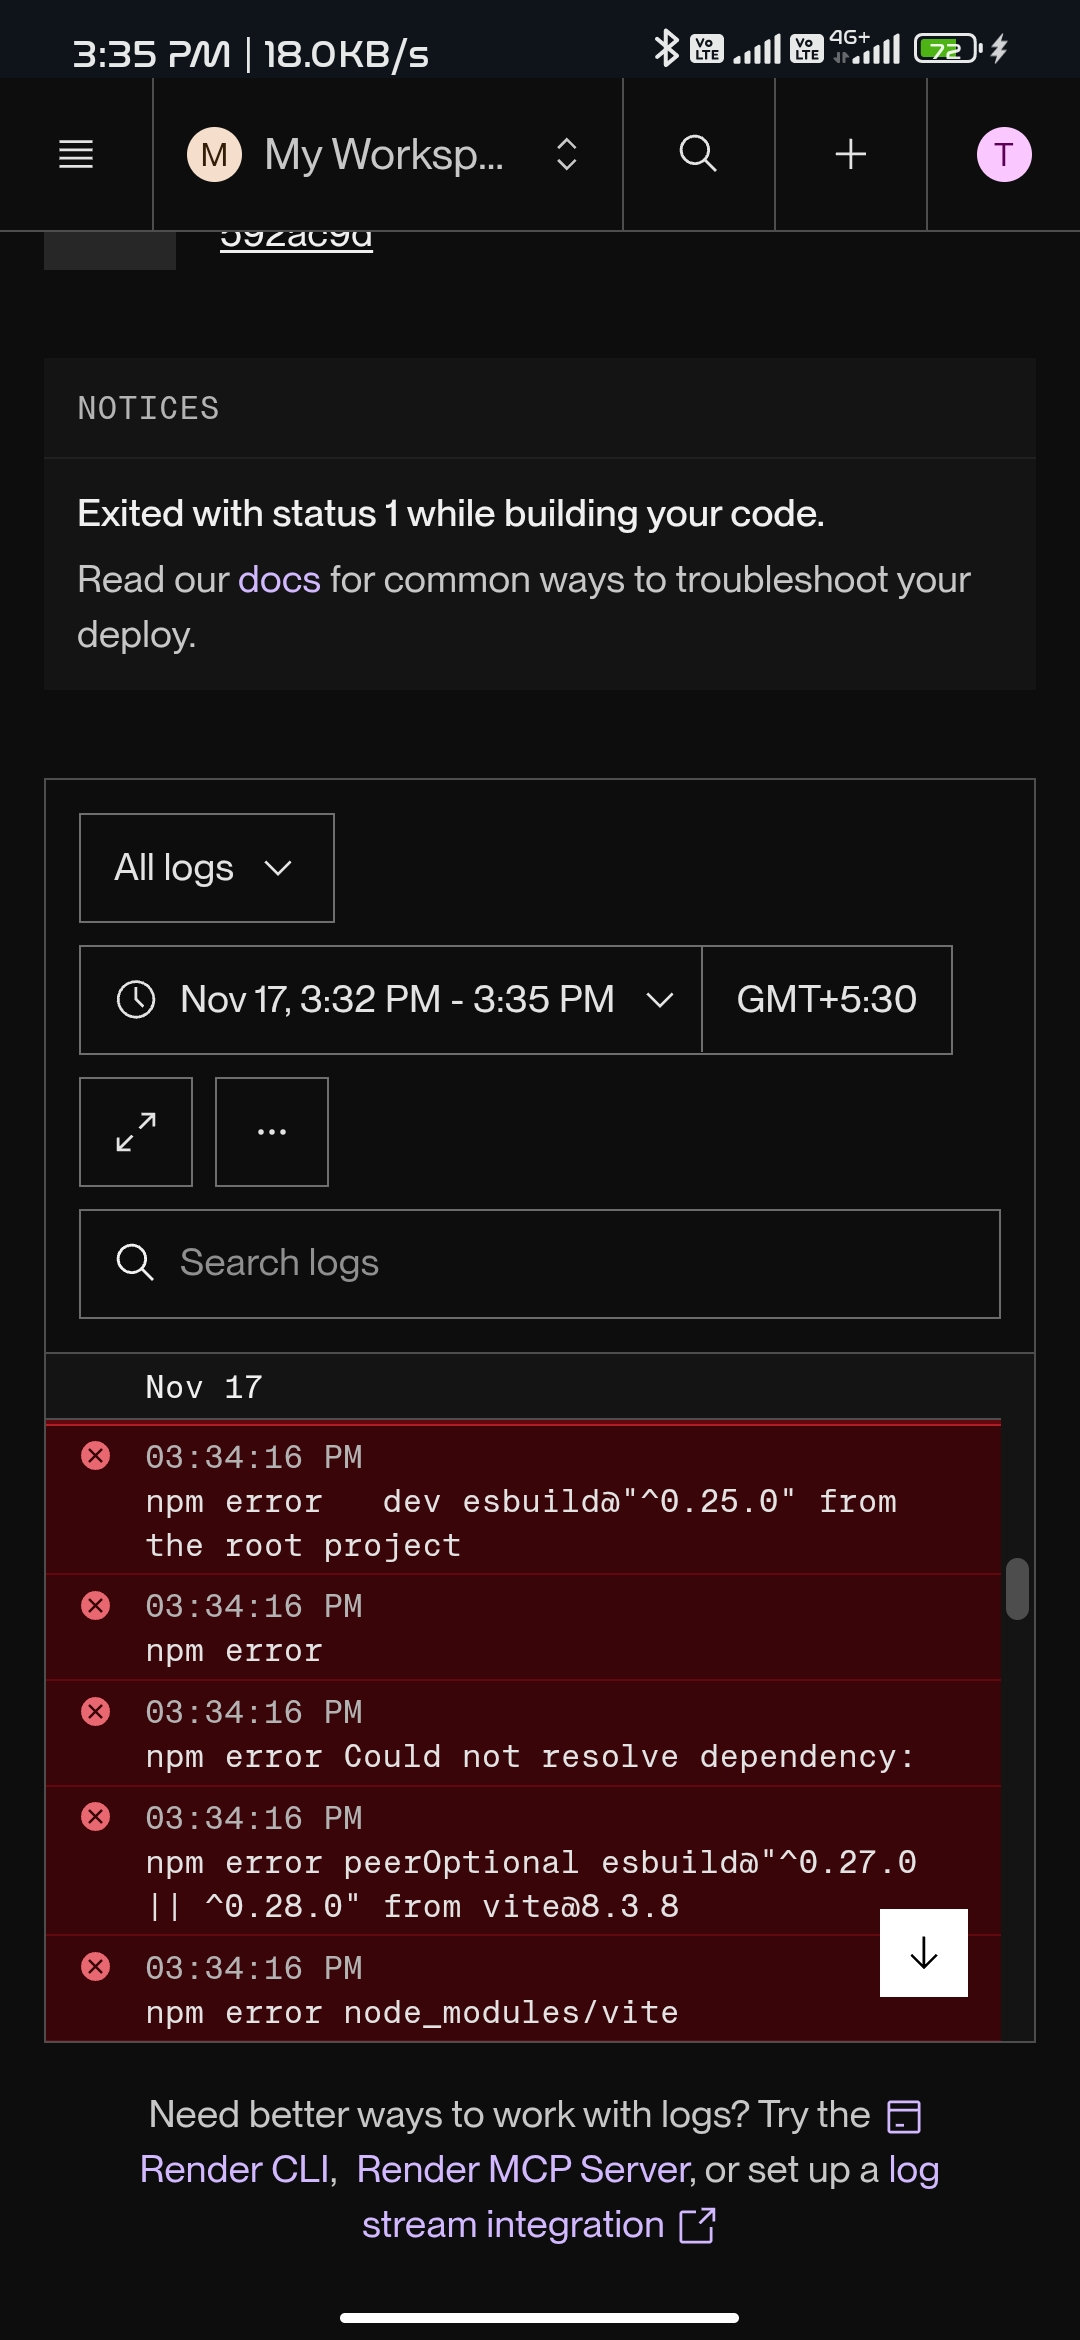 3:35 PM | 18.0KB/s
Vo LTE
Vo LTE
4G+
72
M
My Worksp...
T
592ac9d
NOTICES
Exited with status 1 while building your code.
Read our docs for common ways to troubleshoot your
deploy.
All logs
Nov 17, 3:32 PM - 3:35 PM
GMT+5:30
...
Search logs
Nov 17
03:34:16 PM
npm error   dev esbuild@"^0.25.0" from
the root project
03:34:16 PM
npm error
03:34:16 PM
npm error Could not resolve dependency:
03:34:16 PM
npm error peerOptional esbuild@"^0.27.0
|| ^0.28.0" from vite@8.3.8
03:34:16 PM
npm error node_modules/vite
Need better ways to work with logs? Try the
Render CLI, Render MCP Server, or set up a log
stream integration